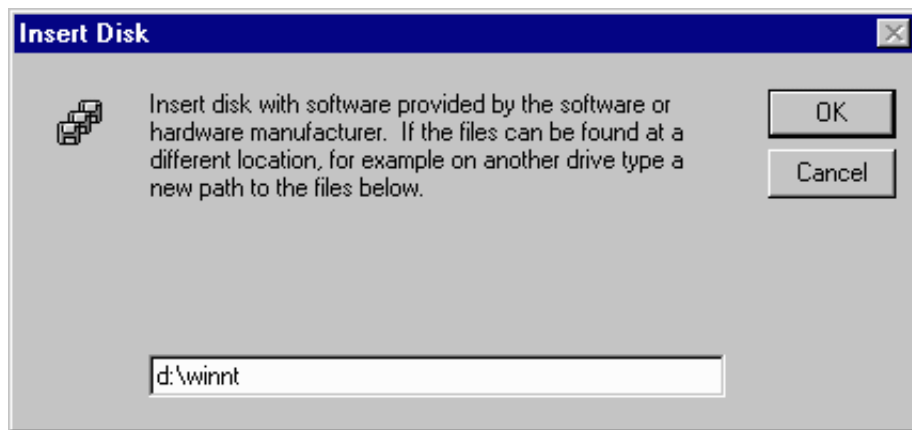 Insert Disk
Insert disk with software provided by the software or
hardware manufacturer.  If the files can be found at a
different location, for example on another drive type a
new path to the files below.
OK
Cancel
d:\winnt